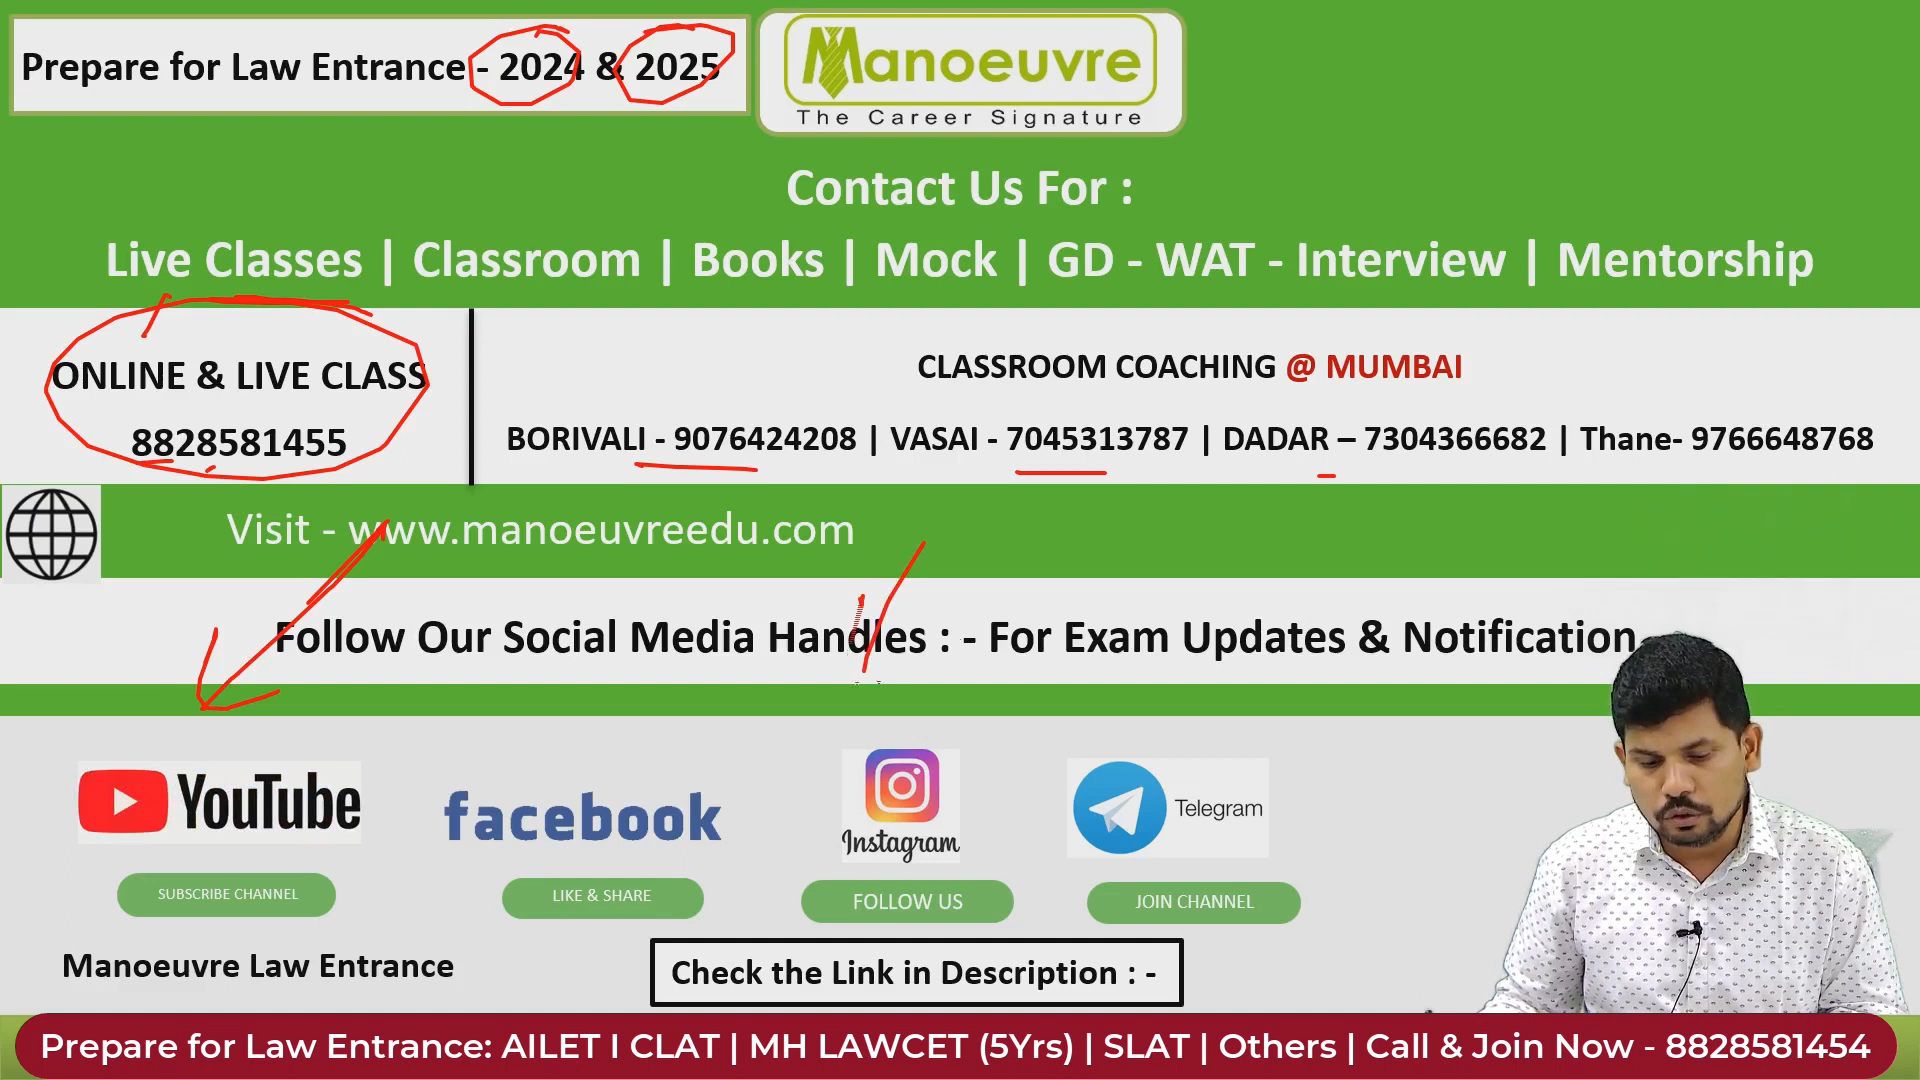 Prepare for Law Entrance - 2024 & 2025
Manoeuvre
The Career Signature
Contact Us For :
Live Classes | Classroom | Books | Mock | GD - WAT - Interview | Mentorship
ONLINE & LIVE CLASS
8828581455
CLASSROOM COACHING @ MUMBAI
BORIVALI - 9076424208 | VASAI - 7045313787 | DADAR – 7304366682 | Thane- 9766648768
Visit - www.manoeuvreedu.com
Follow Our Social Media Handles : - For Exam Updates & Notification
YouTube
facebook
Instagram
Telegram
SUBSCRIBE CHANNEL
LIKE & SHARE
FOLLOW US
JOIN CHANNEL
Manoeuvre Law Entrance
Check the Link in Description : -
Prepare for Law Entrance: AILET I CLAT | MH LAWCET (5Yrs) | SLAT | Others | Call & Join Now - 8828581454